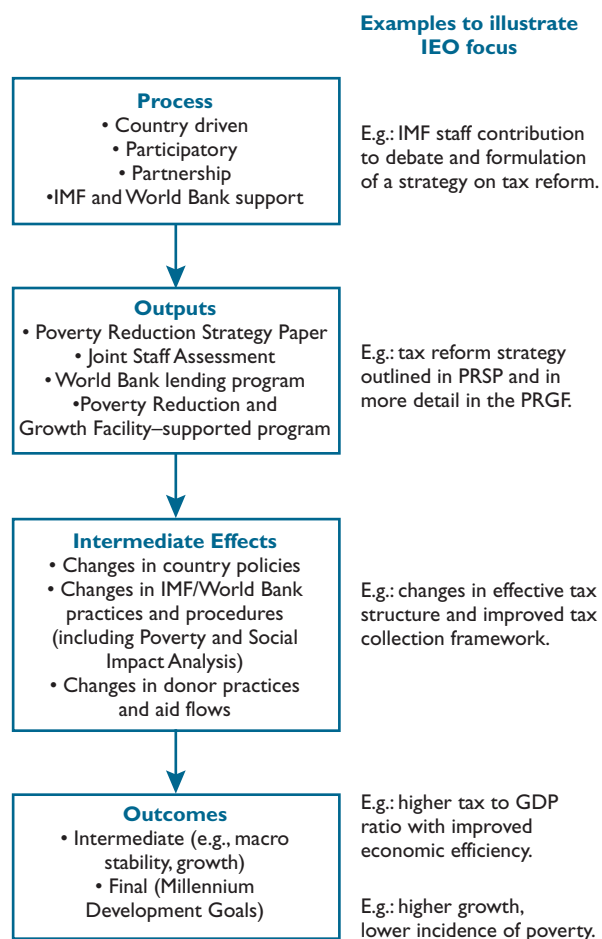 Examples to illustrate
IEO focus
Process
• Country driven
• Participatory
• Partnership
•IMF and World Bank support
E.g.: IMF staff contribution
to debate and formulation
of a strategy on tax reform.
Outputs
• Poverty Reduction Strategy Paper
• Joint Staff Assessment
• World Bank lending program
•Poverty Reduction and
Growth Facility–supported program
E.g.: tax reform strategy
outlined in PRSP and in
more detail in the PRGF.
Intermediate Effects
• Changes in country policies
• Changes in IMF/World Bank
practices and procedures
(including Poverty and Social
Impact Analysis)
• Changes in donor practices
and aid flows
E.g.: changes in effective tax
structure and improved tax
collection framework.
Outcomes
• Intermediate (e.g., macro
stability, growth)
• Final (Millennium
Development Goals)
E.g.: higher tax to GDP
ratio with improved
economic efficiency.
E.g.: higher growth,
lower incidence of poverty.